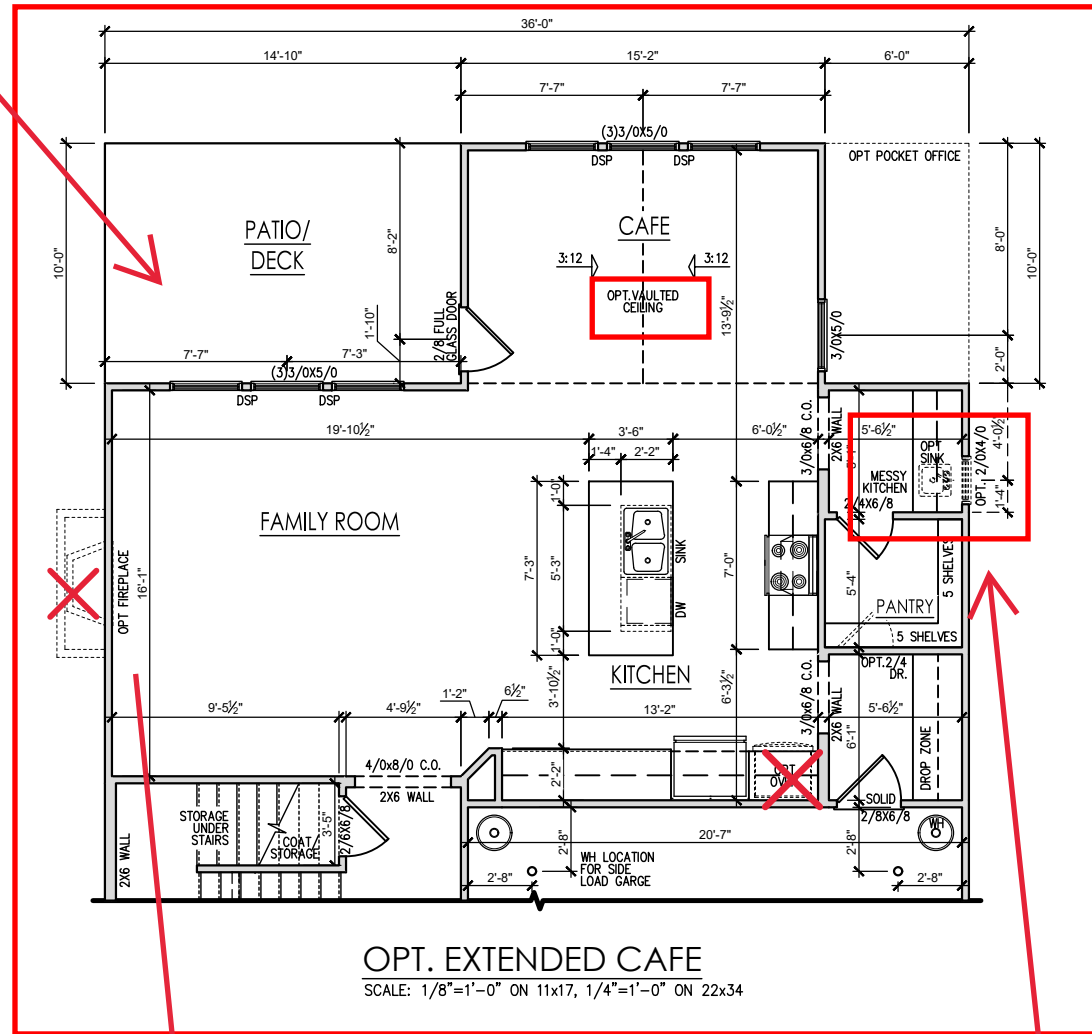 36'-0"
14'-10"
15'-2"
6'-0"
7'-7"
7'-7"
(3)3/0X5/0
DSP
DSP
OPT POCKET OFFICE
PATIO/
DECK
CAFE
10'-0"
8'-2"
8'-0"
10'-0"
3:12
3:12
OPT.VAULTED
CEILING
13'-9½"
1'-10"
2/8 FULL
GLASS DOOR
3/0X5/0
2'-0"
7'-7"
7'-3"
(3)3/0X5/0
DSP
DSP
19'-10½"
3'-6"
6'-0½"
3/0x6/8 C.O.
2X6 WALL
5'-6½"
4'-0½"
1'-4"
2'-2"
OPT
SINK
MESSY
KITCHEN
OPT. 2/0X4/0
1'-4"
2/4X6/8
1'-0"
FAMILY ROOM
7'-3"
5'-3"
SINK
7'-0"
DW
1'-0"
5'-4"
5 SHELVES
PANTRY
5 SHELVES
OPT FIREPLACE
16'-1"
KITCHEN
3'-10½"
6'-3½"
3/0x6/8 C.O.
2X6 WALL
OPT.2/4
DR.
9'-5½"
4'-9½"
1'-2"
6½"
13'-2"
5'-6½"
6'-1"
DROP ZONE
4/0x8/0 C.O.
2X6 WALL
2'-2"
OPT
SOLID
2/8X6/8
STORAGE
UNDER
STAIRS
COAT/
STORAGE
3'-5"
2/6X6/8
2X6 WALL
20'-7"
WH
2'-8"
2'-8"
WH LOCATION
FOR SIDE
LOAD GARGE
2'-8"
2'-8"
OPT. EXTENDED CAFE
SCALE: 1/8"=1'-0" ON 11x17, 1/4"=1'-0" ON 22x34